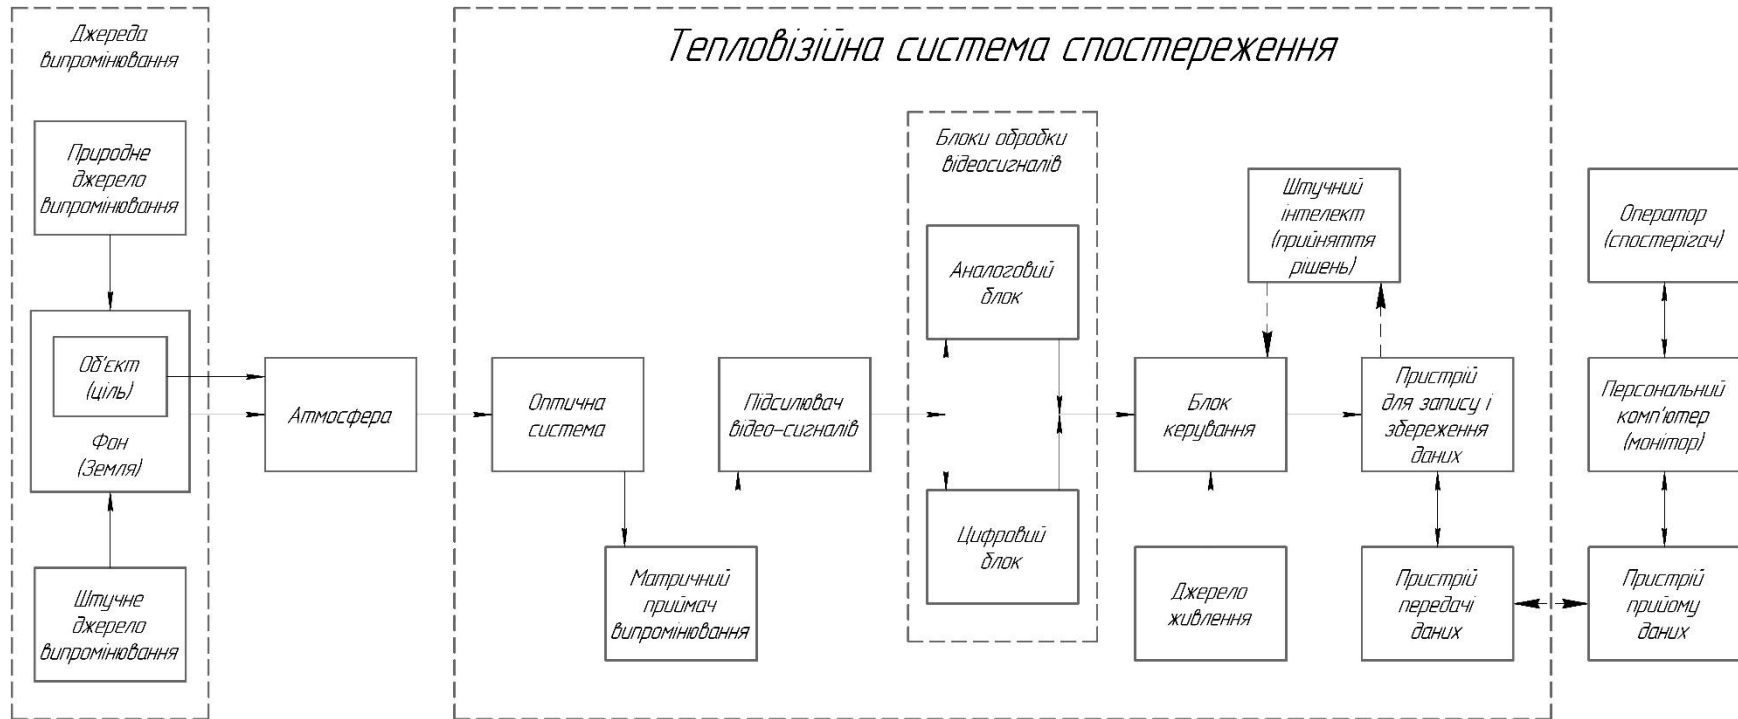 Джереда
випромінювання
Природне
джерело
випромінювання
Об'єкт
(ціль)
Фон
(Земля)
Штучне
джерело
випромінювання
Атмосфера
Тепловізійна система спостереження
Оптична
система
Матричний
приймач
випромінювання
Підсилювач
відео-сигналів
Блоки обробки
відеосигналів
Аналоговий
блок
Цифровий
блок
Штучний
інтелект
(прийняття
рішень)
Блок
керування
Джерело
живлення
Пристрій
для запису і
збереження
даних
Пристрій
передачі
даних
Оператор
(спостерігач)
Персональний
комп'ютер
(монітор)
Пристрій
прийому
даних